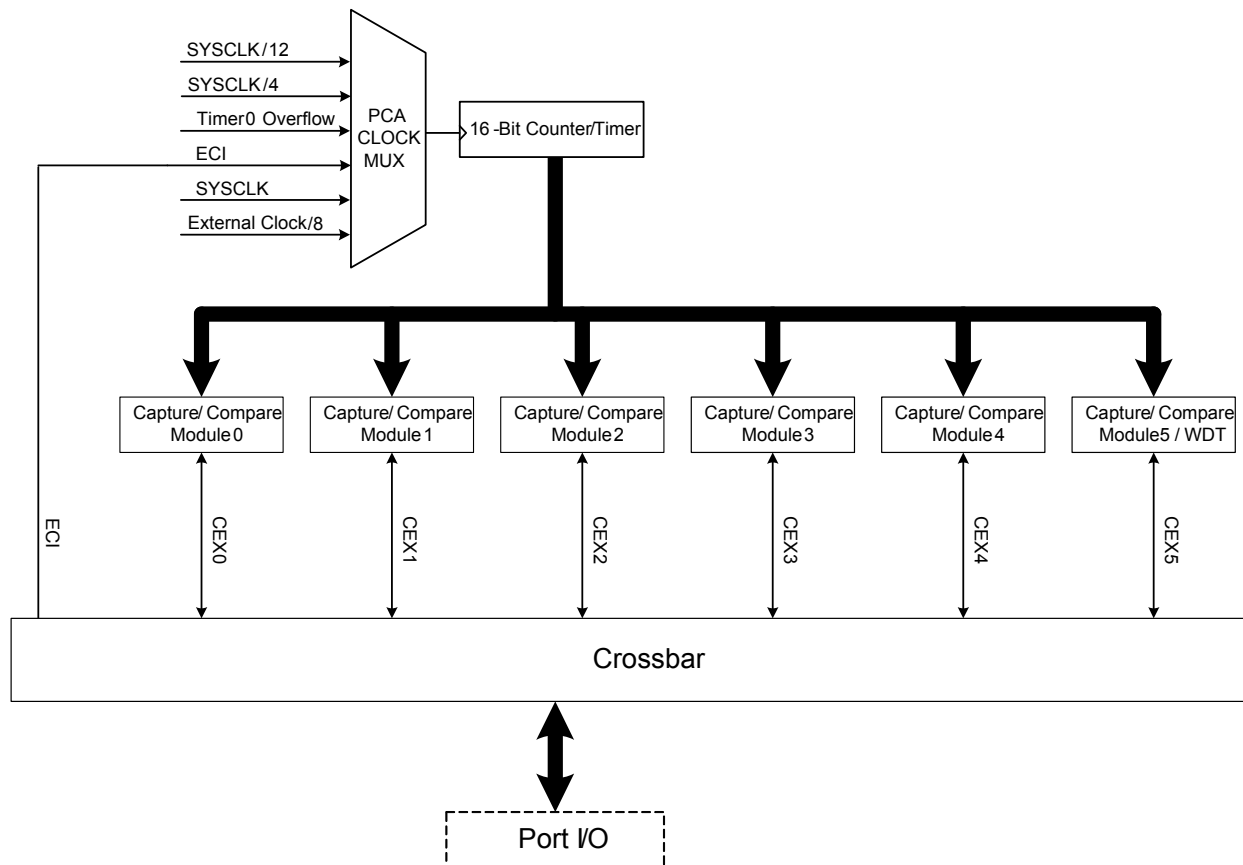 SYSCLK/12
SYSCLK/4
Timer0 Overflow
ECI
SYSCLK
External Clock/8
PCA
CLOCK
MUX
16-Bit Counter/Timer
Capture/Compare
Module0
Capture/Compare
Module1
Capture/Compare
Module2
Capture/Compare
Module3
Capture/Compare
Module4
Capture/Compare
Module5 / WDT
ECI
CEX0
CEX1
CEX2
CEX3
CEX4
CEX5
Crossbar
Port I/O